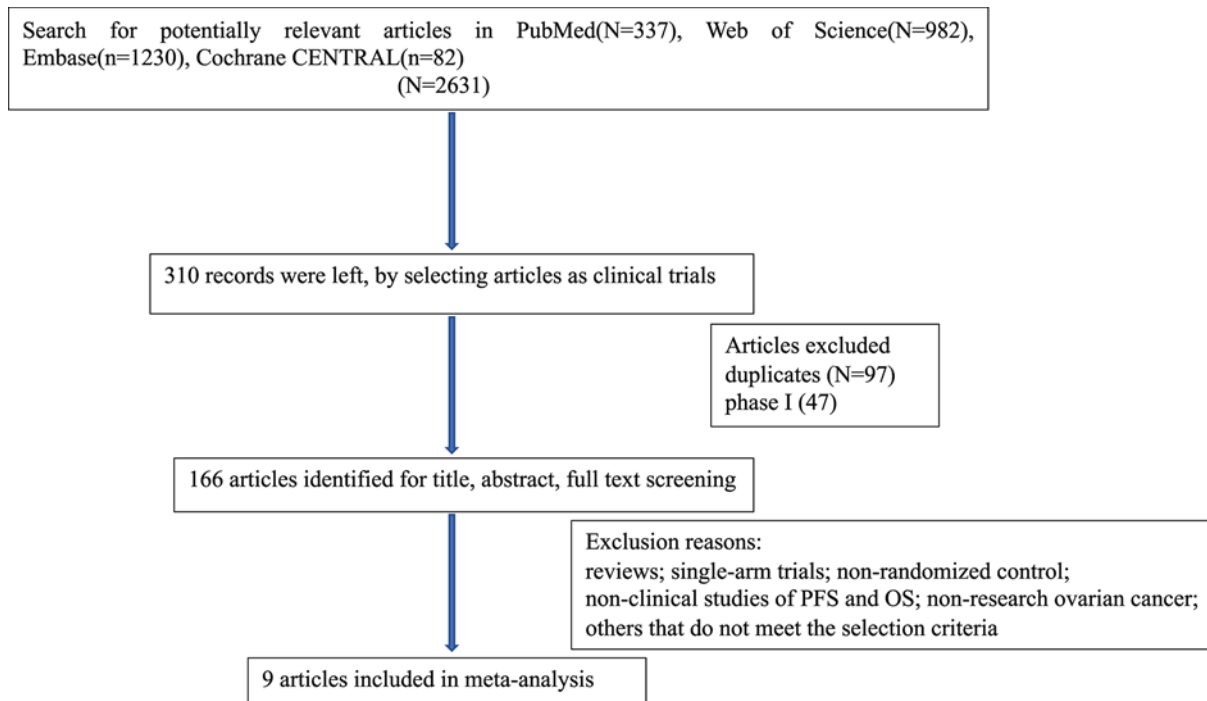 Search for potentially relevant articles in PubMed(N=337), Web of Science(N=982),
Embase(n=1230), Cochrane CENTRAL(n=82)
(N=2631)
310 records were left, by selecting articles as clinical trials
Articles excluded
duplicates (N=97)
phase I (47)
166 articles identified for title, abstract, full text screening
Exclusion reasons:
reviews; single-arm trials; non-randomized control;
non-clinical studies of PFS and OS; non-research ovarian cancer;
others that do not meet the selection criteria
9 articles included in meta-analysis